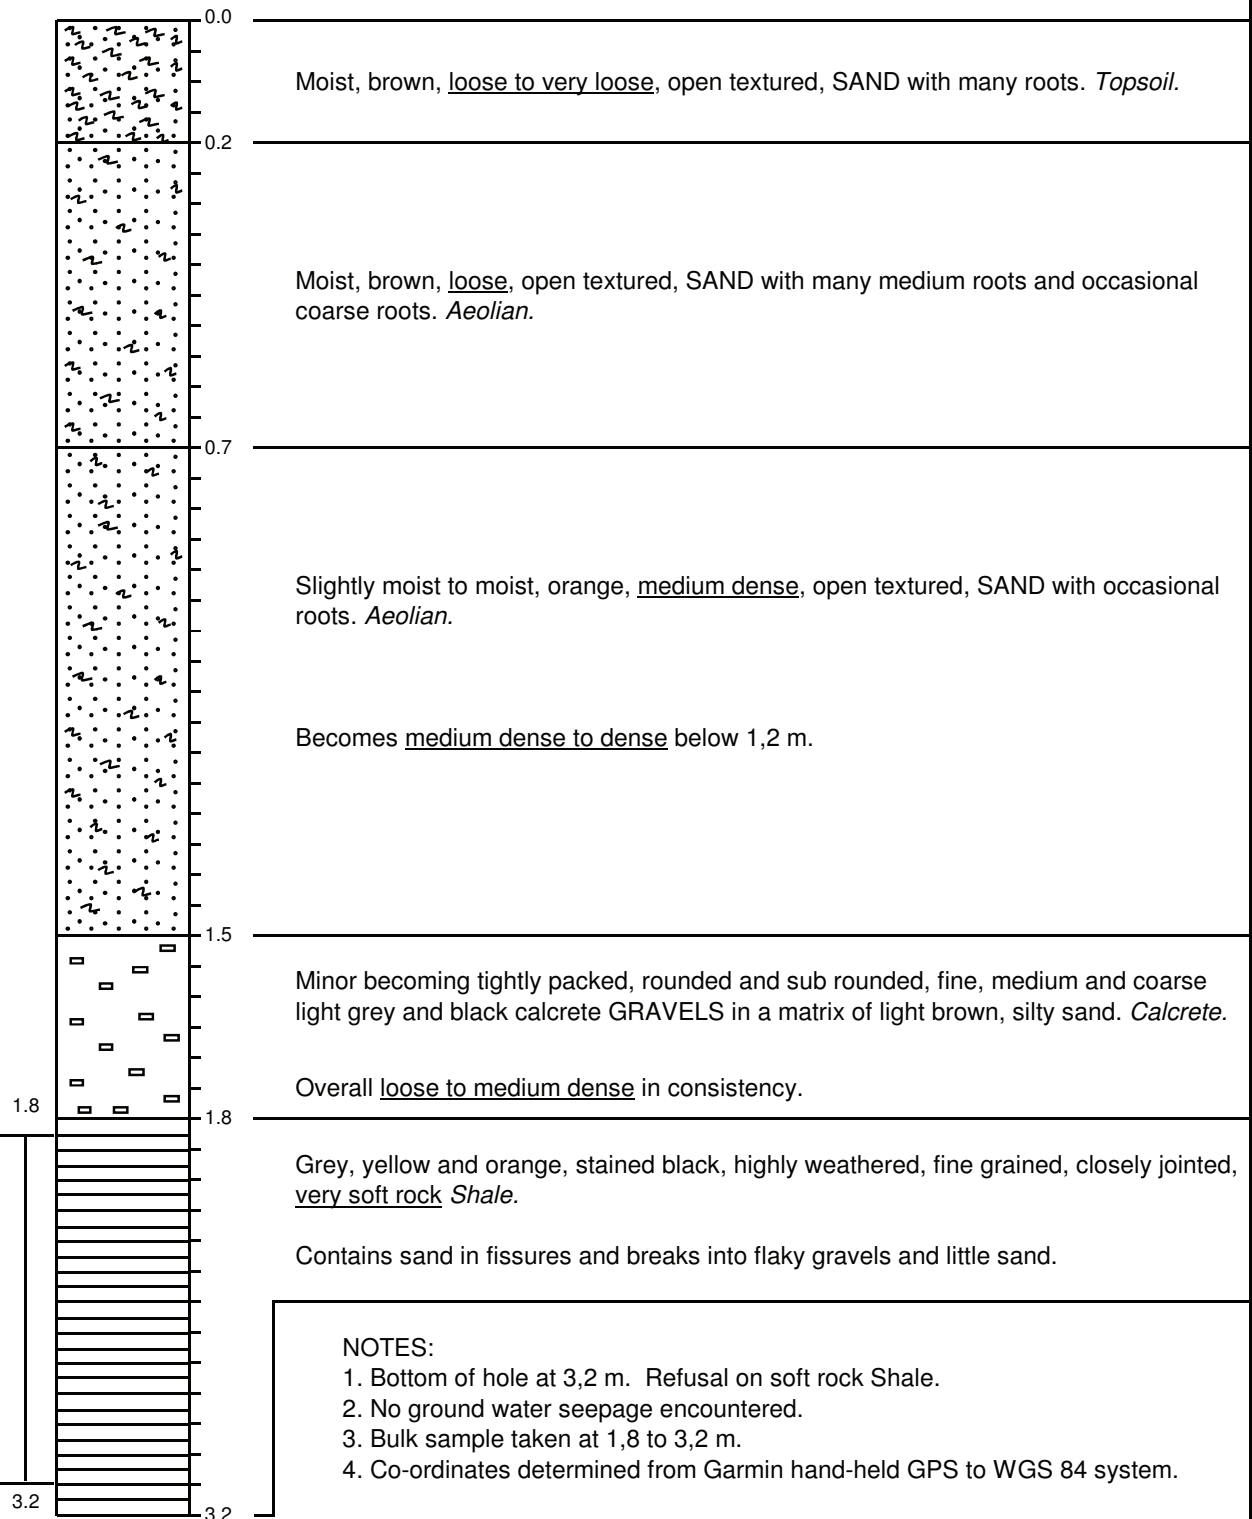 0.0
Moist, brown, loose to very loose, open textured, SAND with many roots. Topsoil.
0.2
Moist, brown, loose, open textured, SAND with many medium roots and occasional
coarse roots. Aeolian.
0.7
Slightly moist to moist, orange, medium dense, open textured, SAND with occasional
roots. Aeolian.
Becomes medium dense to dense below 1,2 m.
1.5
Minor becoming tightly packed, rounded and sub rounded, fine, medium and coarse
light grey and black calcrete GRAVELS in a matrix of light brown, silty sand. Calcrete.
Overall loose to medium dense in consistency.
1.8
1.8
Grey, yellow and orange, stained black, highly weathered, fine grained, closely jointed,
very soft rock Shale.
Contains sand in fissures and breaks into flaky gravels and little sand.
NOTES:
1. Bottom of hole at 3,2 m.  Refusal on soft rock Shale.
2. No ground water seepage encountered.
3. Bulk sample taken at 1,8 to 3,2 m.
4. Co-ordinates determined from Garmin hand-held GPS to WGS 84 system.
3.2
3.2